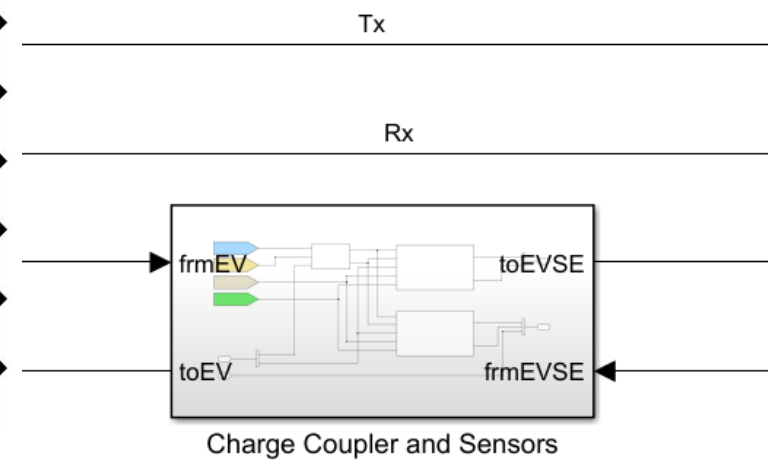 Tx
Rx
frmEV
toEVSE
toEV
frmEVSE
Charge Coupler and Sensors